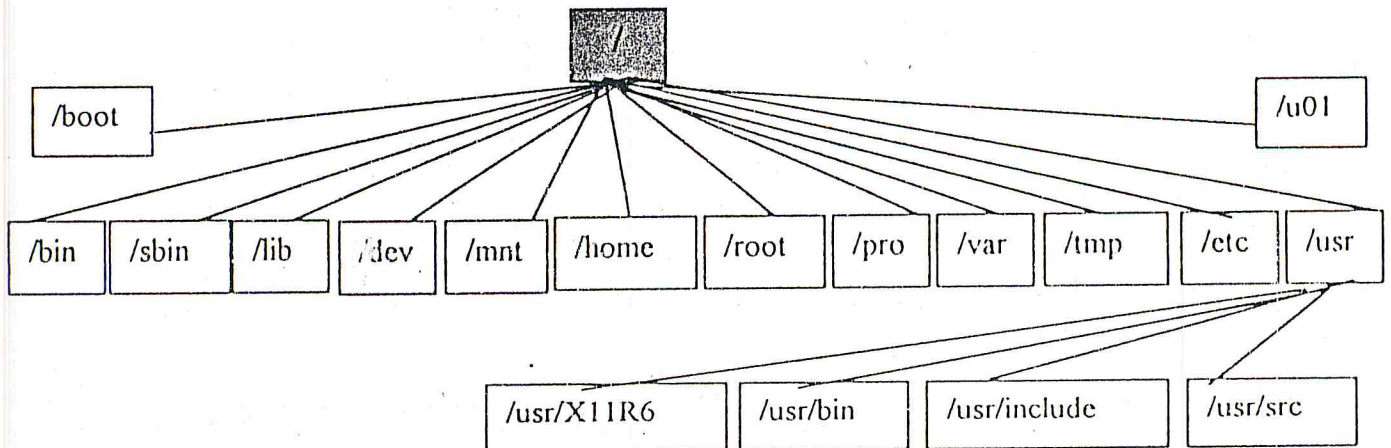 /
/boot
/u01
/bin
/sbin
/lib
/dev
/mnt
/home
/root
/pro
/var
/tmp
/etc
/usr
/usr/X11R6
/usr/bin
/usr/include
/usr/src